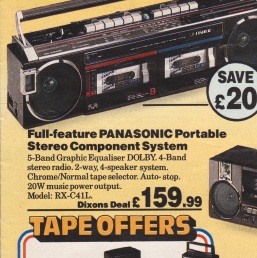 SAVE
£20
Full-feature PANASONIC Portable
Stereo Component System
5-Band Graphic Equaliser DOLBY. 4-Band
stereo radio. 2-way, 4-speaker system.
Chrome/Normal tape selector. Auto-stop.
20W music power output.
Model: RX-C41L.
Dixons Deal £159.99
TAPE OFFERS